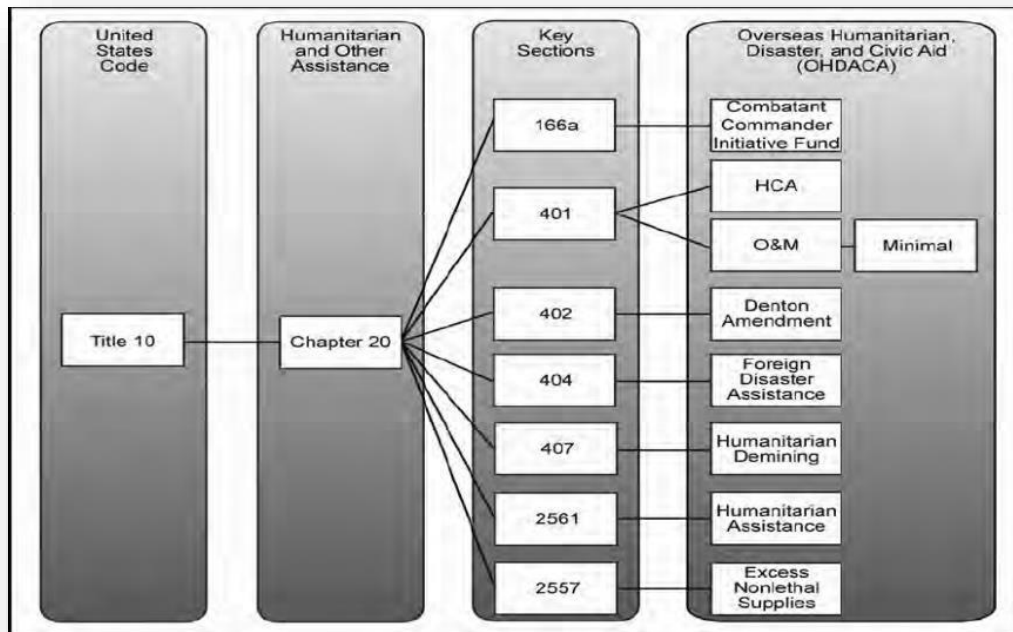 United
States
Code
Humanitarian
and Other
Assistance
Key
Sections
Overseas Humanitarian,
Disaster, and Civic Aid
(OHDACA)
Title 10
Chapter 20
166a
401
402
404
407
2561
2557
Combatant
Commander
Initiative Fund
HCA
O&M
Minimal
Denton
Amendment
Foreign
Disaster
Assistance
Humanitarian
Demining
Humanitarian
Assistance
Excess
Nonlethal
Supplies